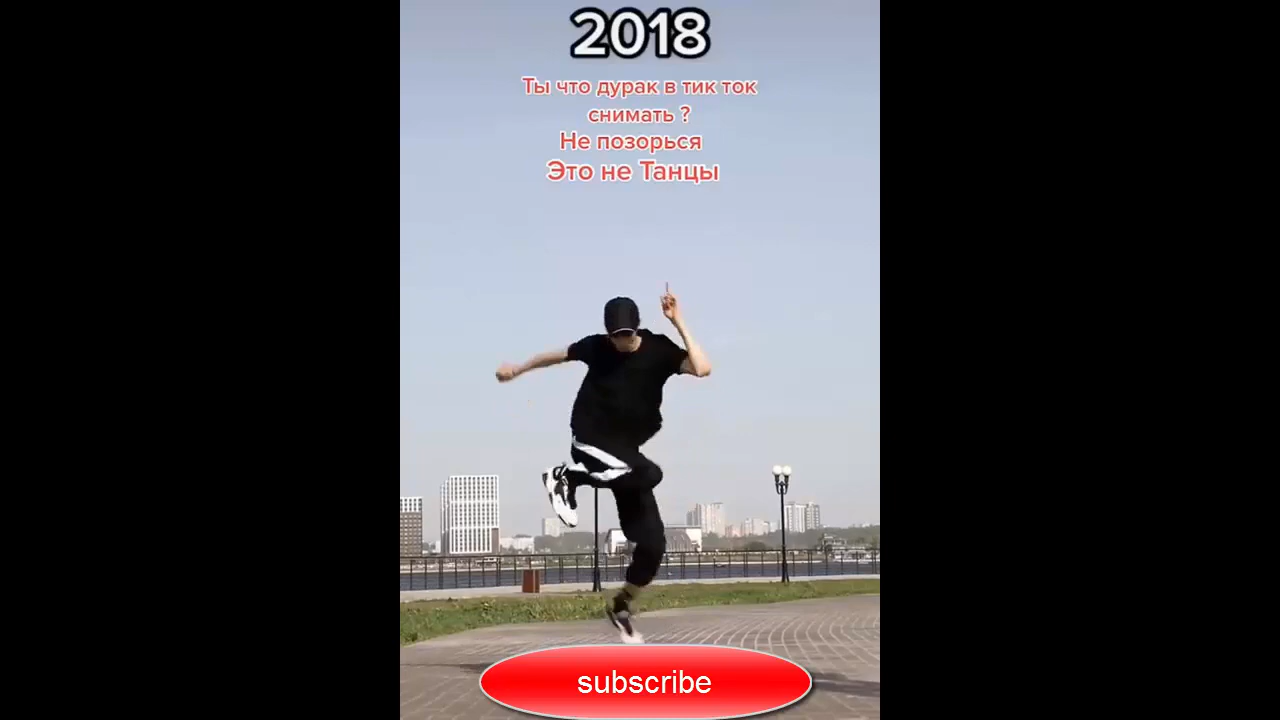 2018
Ты что дурак в тик ток
снимать ?
Не позорься
Это не Танцы
subscribe